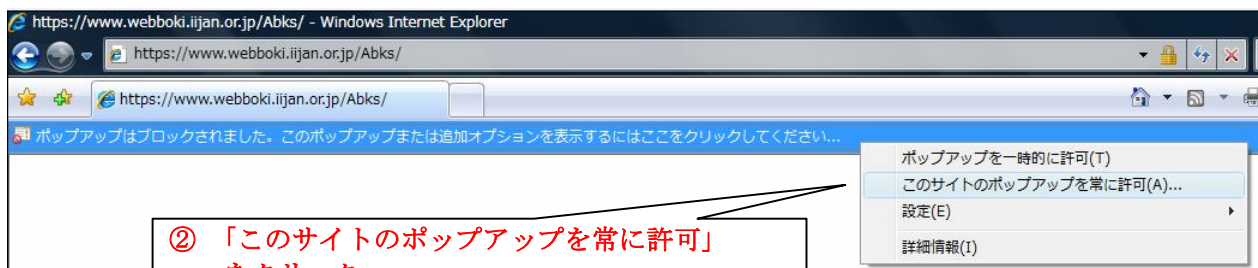 https://www.webboki.iijan.or.jp/Abks/ - Windows Internet Explorer
https://www.webboki.iijan.or.jp/Abks/
https://www.webboki.iijan.or.jp/Abks/
ポップアップはブロックされました。このポップアップまたは追加オプションを表示するにはここをクリックしてください...
ポップアップを一時的に許可(T)
このサイトのポップアップを常に許可(A)...
設定(E)
詳細情報(I)
② 「このサイトのポップアップを常に許可」